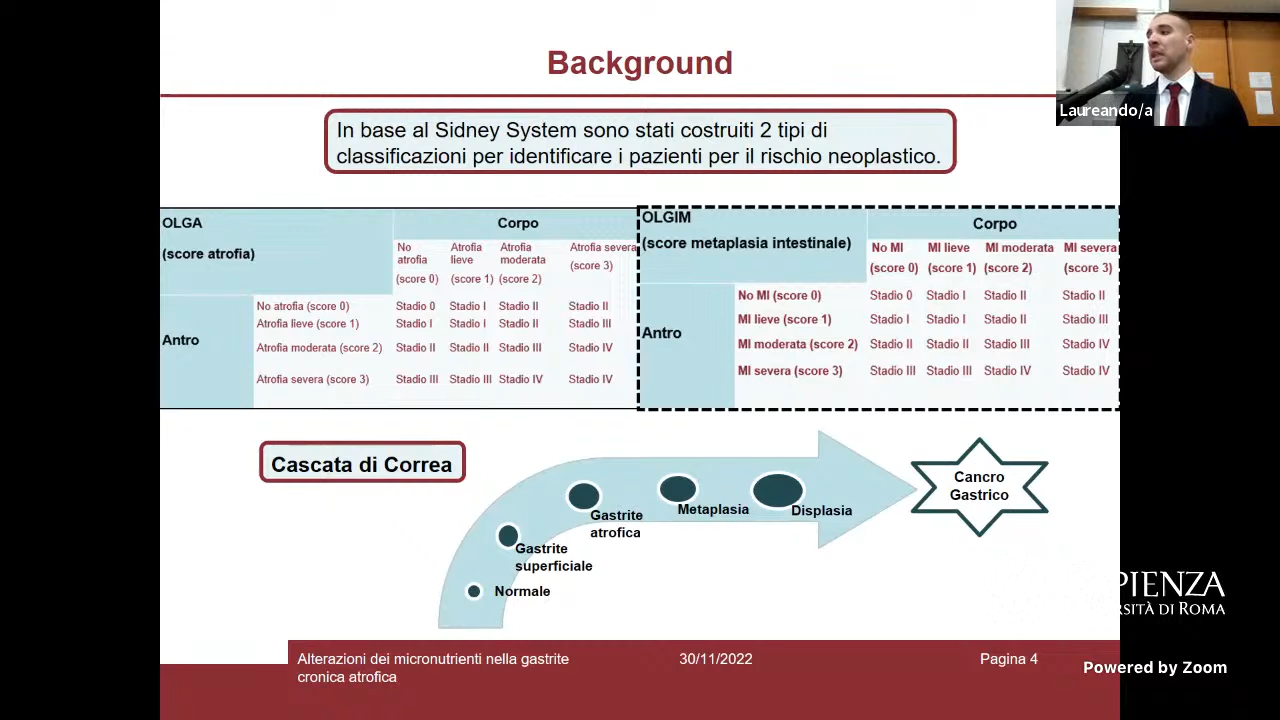 Background
Laureando/a
In base al Sidney System sono stati costruiti 2 tipi di
classificazioni per identificare i pazienti per il rischio neoplastico.
OLGA
(score atrofia)
Corpo
No atrofia (score 0)
Atrofia lieve (score 1)
Atrofia moderata (score 2)
Atrofia severa (score 3)
Antro
No atrofia (score 0) Stadio 0 Stadio I Stadio II Stadio II
Atrofia lieve (score 1) Stadio I Stadio I Stadio II Stadio III
Atrofia moderata (score 2) Stadio II Stadio II Stadio III Stadio IV
Atrofia severa (score 3) Stadio III Stadio III Stadio IV Stadio IV
OLGIM
(score metaplasia intestinale)
Corpo
No MI (score 0)
MI lieve (score 1)
MI moderata (score 2)
MI severa (score 3)
Antro
No MI (score 0) Stadio 0 Stadio I Stadio II Stadio II
MI lieve (score 1) Stadio I Stadio I Stadio II Stadio III
MI moderata (score 2) Stadio II Stadio II Stadio III Stadio IV
MI severa (score 3) Stadio III Stadio III Stadio IV Stadio IV
Cascata di Correa
Normale
Gastrite
superficiale
Gastrite
atrofica
Metaplasia
Displasia
Cancro
Gastrico
PIENZA
RSITÀ DI ROMA
Alterazioni dei micronutrienti nella gastrite
cronica atrofica
30/11/2022
Pagina 4
Powered by Zoom